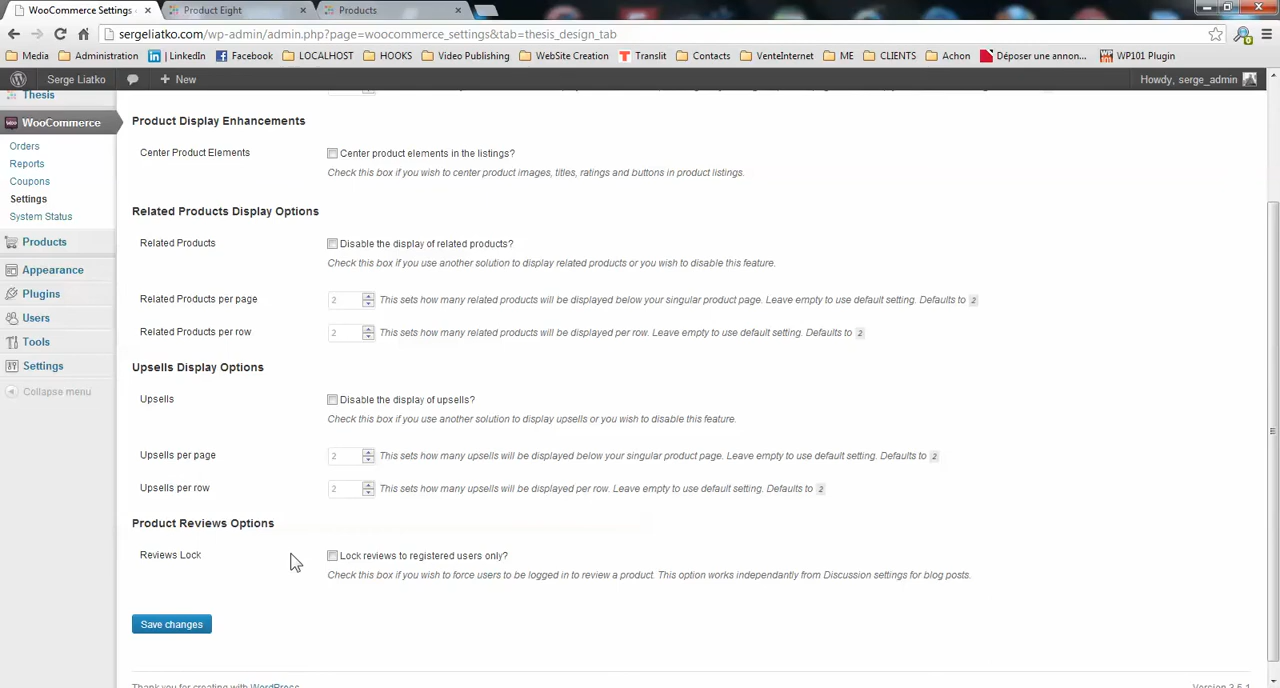 WooCommerce Settings
Product Eight
Products
sergeliatko.com/wp-admin/admin.php?page=woocommerce_settings&tab=thesis_design_tab
Media
Administration
LinkedIn
Facebook
LOCALHOST
HOOKS
Video Publishing
WebSite Creation
Translit
Contacts
VenteInternet
ME
CLIENTS
Achon
Déposer une annon...
WP101 Plugin
Serge Liatko
New
Howdy, serge_admin
Thesis
WooCommerce
Orders
Reports
Coupons
Settings
System Status
Products
Appearance
Plugins
Users
Tools
Settings
Collapse menu
Product Display Enhancements
Center Product Elements
Center product elements in the listings?
Check this box if you wish to center product images, titles, ratings and buttons in product listings.
Related Products Display Options
Related Products
Disable the display of related products?
Check this box if you use another solution to display related products or you wish to disable this feature.
Related Products per page
2
This sets how many related products will be displayed below your singular product page. Leave empty to use default setting. Defaults to 2
Related Products per row
2
This sets how many related products will be displayed per row. Leave empty to use default setting. Defaults to 2
Upsells Display Options
Upsells
Disable the display of upsells?
Check this box if you use another solution to display upsells or you wish to disable this feature.
Upsells per page
2
This sets how many upsells will be displayed below your singular product page. Leave empty to use default setting. Defaults to 2
Upsells per row
2
This sets how many upsells will be displayed per row. Leave empty to use default setting. Defaults to 2
Product Reviews Options
Reviews Lock
Lock reviews to registered users only?
Check this box if you wish to force users to be logged in to review a product. This option works independantly from Discussion settings for blog posts.
Save changes
Thank you for creating with WordPress
Version 3.5.1